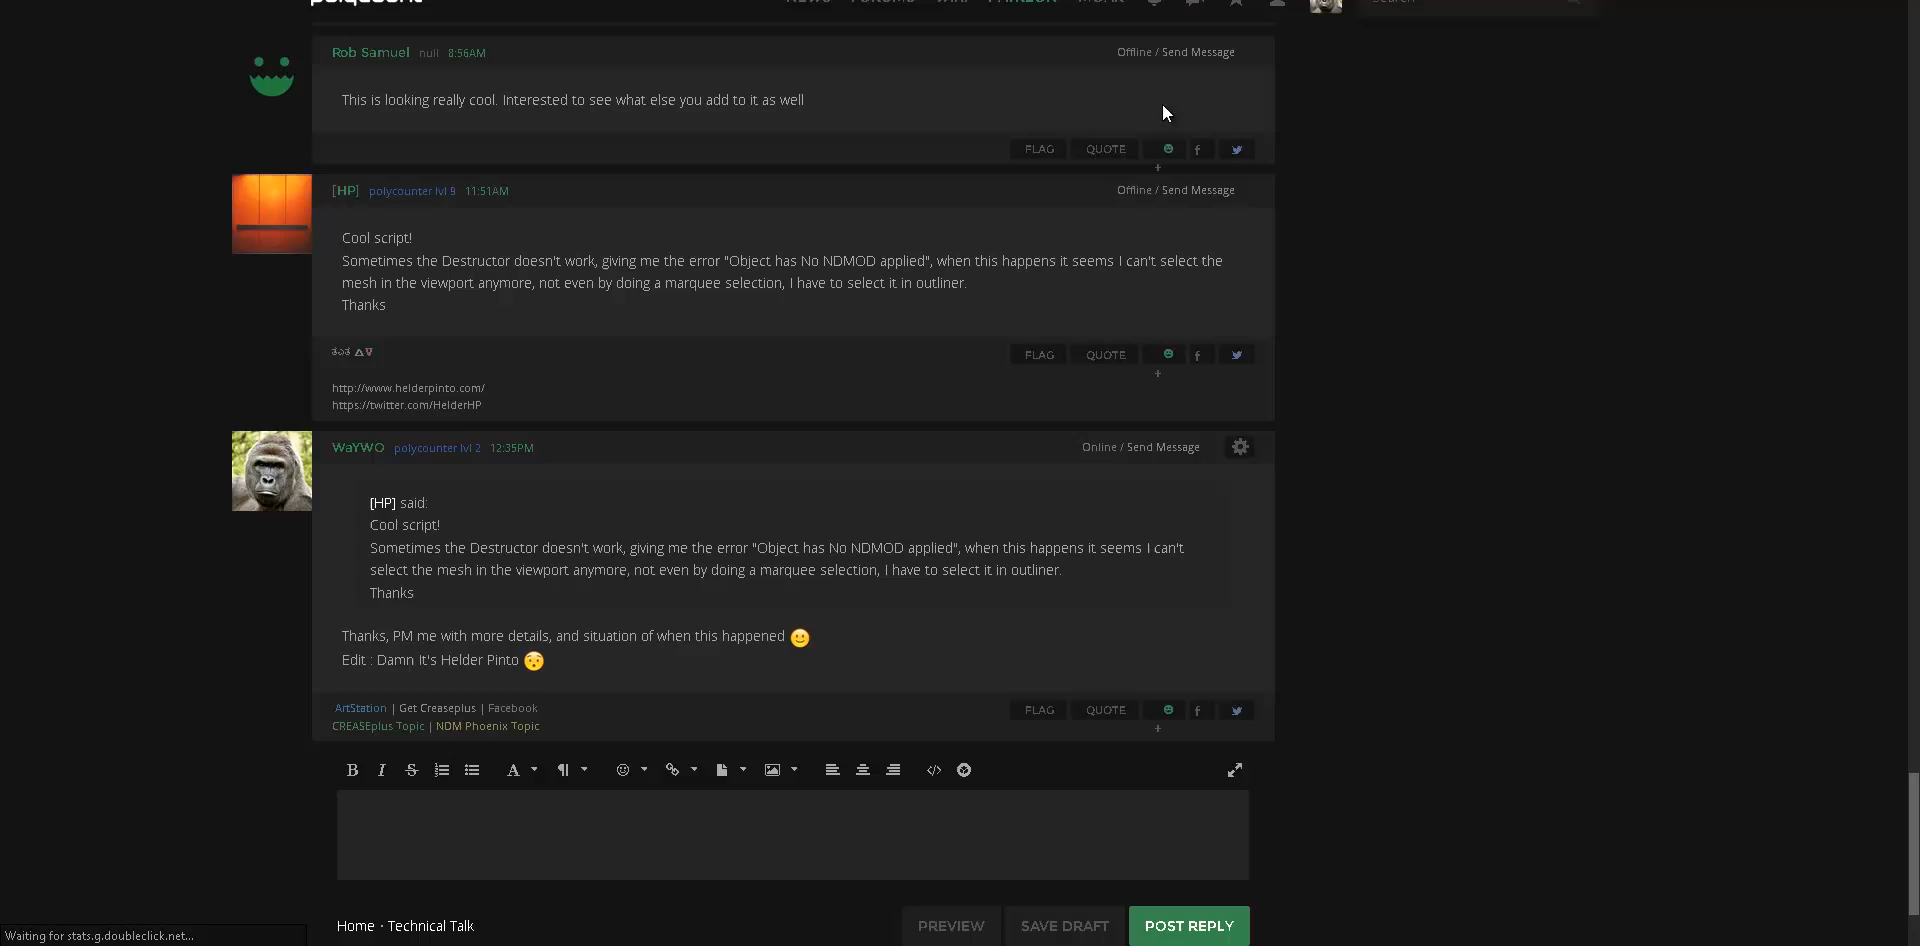 polycount NEWS FORUMS WIKI PATREON MOAR Search
Rob Samuel null 8:56AM Offline / Send Message
This is looking really cool. Interested to see what else you add to it as well
FLAG QUOTE
+
[HP] polycounter lvl 9 11:51AM Offline / Send Message
Cool script!
Sometimes the Destructor doesn't work, giving me the error "Object has No NDMOD applied", when this happens it seems I can't select the
mesh in the viewport anymore, not even by doing a marquee selection, I have to select it in outliner.
Thanks
FLAG QUOTE
+
http://www.helderpinto.com/
https://twitter.com/HelderHP
WaYWO polycounter lvl 2 12:35PM Online / Send Message
[HP] said:
Cool script!
Sometimes the Destructor doesn't work, giving me the error "Object has No NDMOD applied", when this happens it seems I can't
select the mesh in the viewport anymore, not even by doing a marquee selection, I have to select it in outliner.
Thanks
Thanks, PM me with more details, and situation of when this happened
Edit : Damn It's Helder Pinto
ArtStation | Get Creaseplus | Facebook
CREASEplus Topic | NDM Phoenix Topic
FLAG QUOTE
+
Home · Technical Talk
PREVIEW SAVE DRAFT POST REPLY
Waiting for stats.g.doubleclick.net...